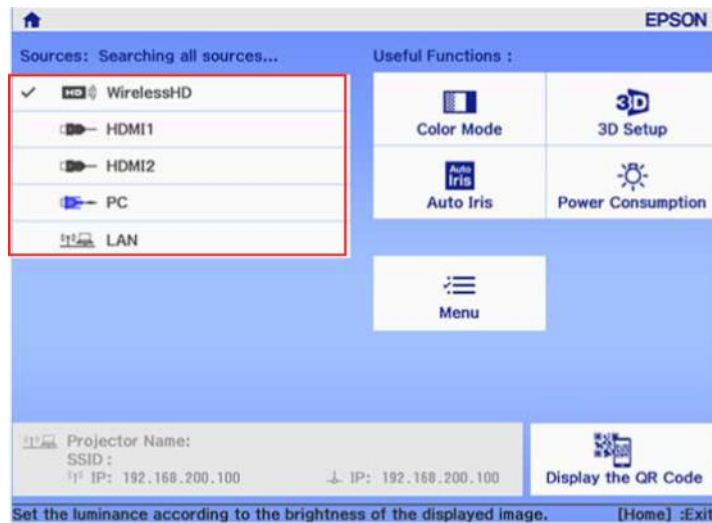 EPSON
Sources: Searching all sources...
HD WirelessHD
HDMI1
HDMI2
PC
LAN
Useful Functions :
Color Mode
3D
3D Setup
Auto
Iris
Auto Iris
Power Consumption
Menu
Projector Name:
SSID :
IP: 192.168.200.100
IP: 192.168.200.100
Display the QR Code
Set the luminance according to the brightness of the displayed image.
[Home] :Exit